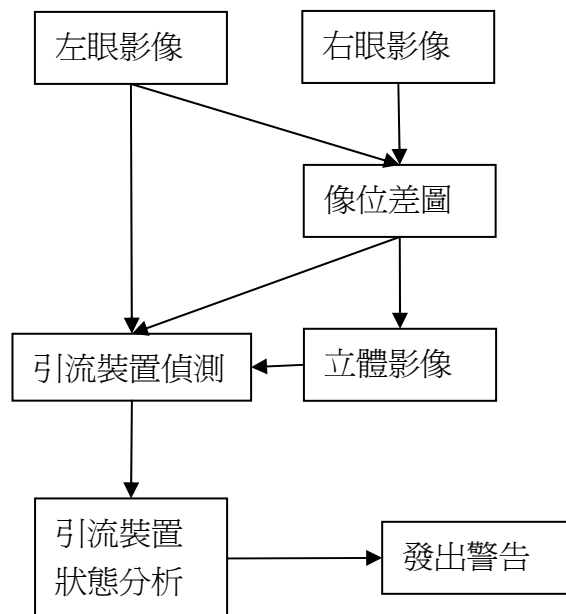 左眼影像
右眼影像
像位差圖
引流裝置偵測
立體影像
引流裝置
狀態分析
發出警告